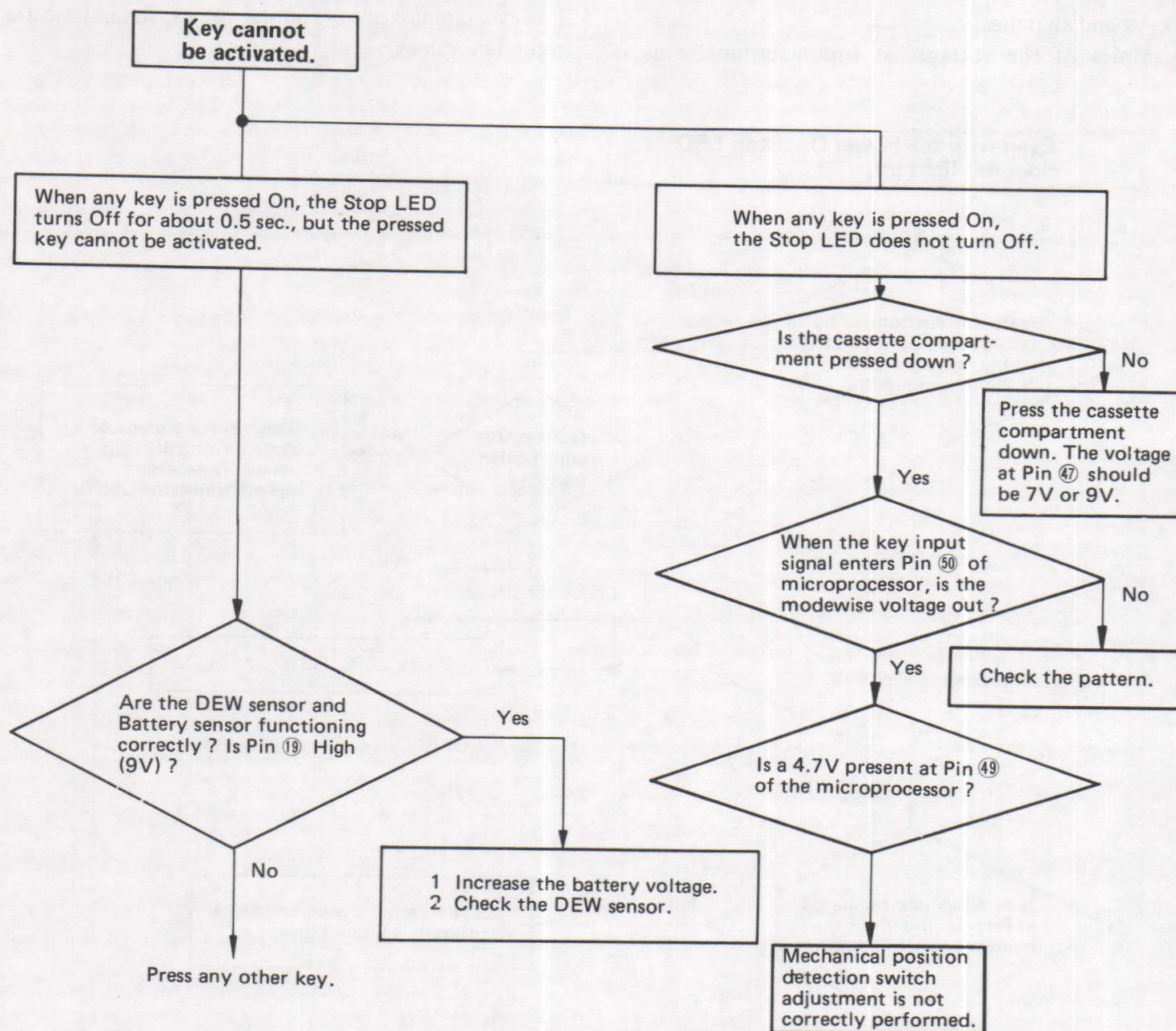 Key cannot
be activated.
When any key is pressed On, the Stop LED
turns Off for about 0.5 sec., but the pressed
key cannot be activated.
When any key is pressed On,
the Stop LED does not turn Off.
Is the cassette compart-
ment pressed down ?
No
Press the cassette
compartment
down. The voltage
at Pin ㊼ should
be 7V or 9V.
Yes
When the key input
signal enters Pin ㊿ of
microprocessor, is the
modewise voltage out ?
No
Check the pattern.
Yes
Is a 4.7V present at Pin ㊾
of the microprocessor ?
Mechanical position
detection switch
adjustment is not
correctly performed.
Are the DEW sensor and
Battery sensor functioning
correctly ? Is Pin ⑲ High
(9V) ?
Yes
1 Increase the battery voltage.
2 Check the DEW sensor.
No
Press any other key.